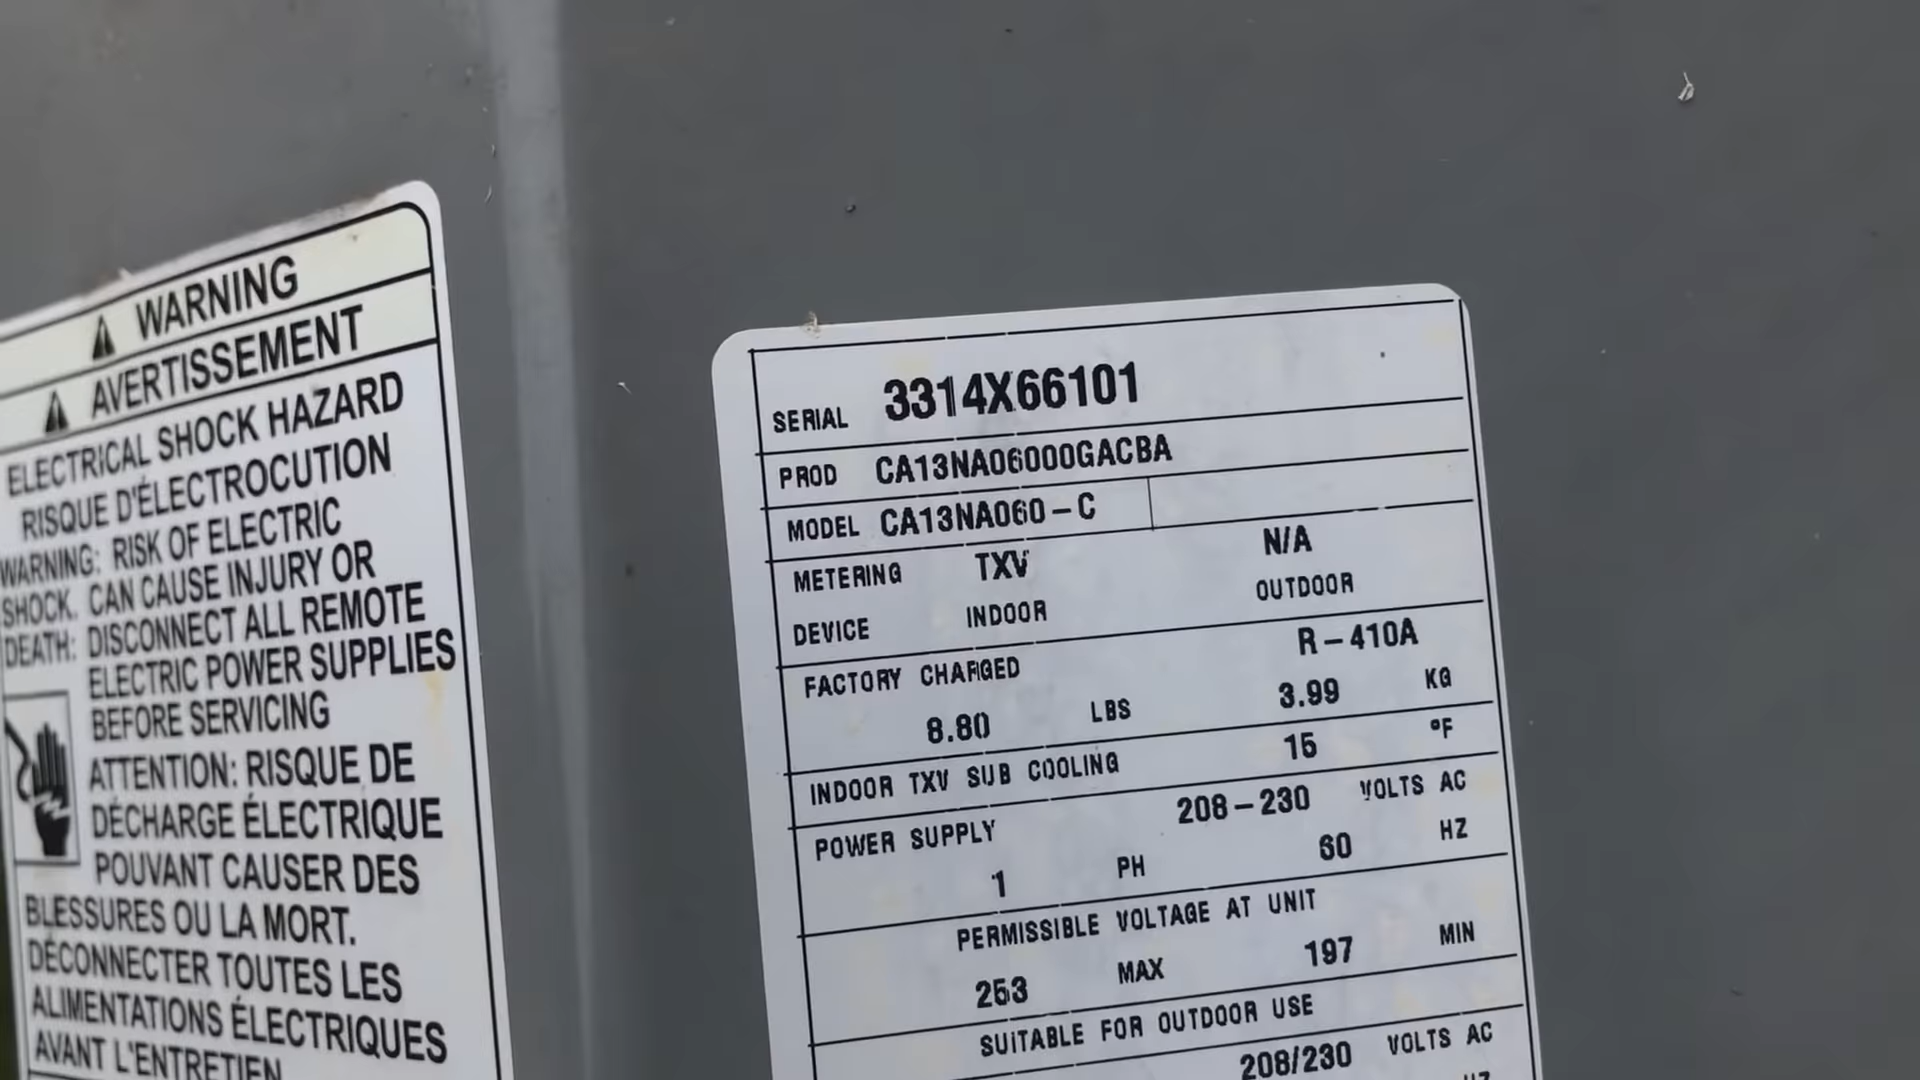 WARNING
AVERTISSEMENT
ELECTRICAL SHOCK HAZARD
RISQUE D'ÉLECTROCUTION
WARNING: RISK OF ELECTRIC
SHOCK. CAN CAUSE INJURY OR
DEATH: DISCONNECT ALL REMOTE
ELECTRIC POWER SUPPLIES
BEFORE SERVICING
ATTENTION: RISQUE DE
DÉCHARGE ÉLECTRIQUE
POUVANT CAUSER DES
BLESSURES OU LA MORT.
DÉCONNECTER TOUTES LES
ALIMENTATIONS ÉLECTRIQUES
AVANT L'ENTRETIEN
SERIAL 3314X66101
PROD CA13NA06000GACBA
MODEL CA13NA060-C
METERING TXV N/A
DEVICE INDOOR OUTDOOR
FACTORY CHARGED R-410A
8.80 LBS 3.99 KG
INDOOR TXV SUB COOLING 15 °F
POWER SUPPLY 208-230 VOLTS AC
1 PH 60 HZ
PERMISSIBLE VOLTAGE AT UNIT
253 MAX 197 MIN
SUITABLE FOR OUTDOOR USE
208/230 VOLTS AC
HZ